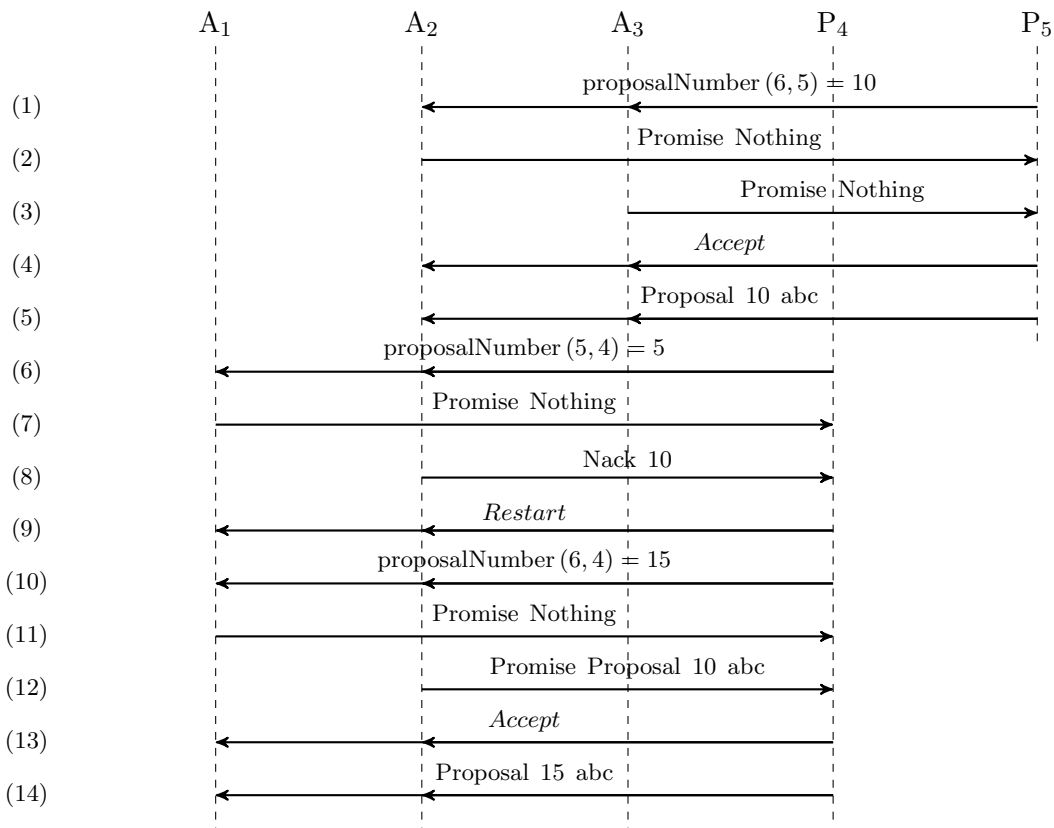 A1 A2 A3 P4 P5
(1) proposalNumber (6, 5) = 10
(2) Promise Nothing
(3) Promise Nothing
(4) Accept
(5) Proposal 10 abc
(6) proposalNumber (5, 4) = 5
(7) Promise Nothing
(8) Nack 10
(9) Restart
(10) proposalNumber (6, 4) = 15
(11) Promise Nothing
(12) Promise Proposal 10 abc
(13) Accept
(14) Proposal 15 abc